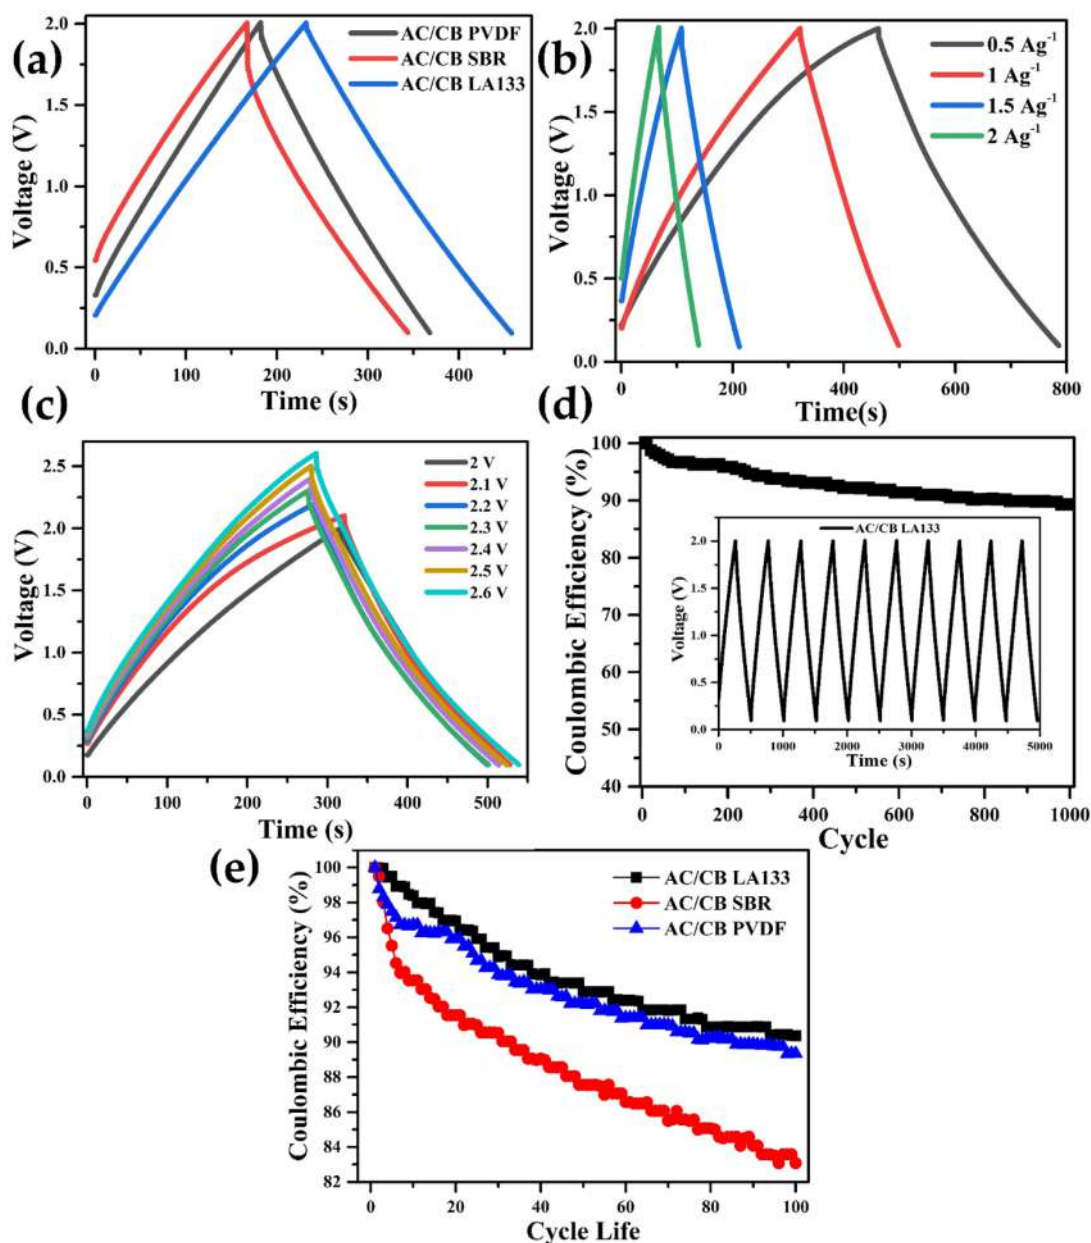 (a)
2.0
1.5
1.0
0.5
0.0
Voltage (V)
AC/CB PVDF
AC/CB SBR
AC/CB LA133
0 100 200 300 400
Time (s)
(b)
2.0
1.5
1.0
0.5
0.0
Voltage (V)
0.5 Ag⁻¹
1 Ag⁻¹
1.5 Ag⁻¹
2 Ag⁻¹
0 200 400 600 800
Time(s)
(c)
2.5
2.0
1.5
1.0
0.5
0.0
Voltage (V)
2 V
2.1 V
2.2 V
2.3 V
2.4 V
2.5 V
2.6 V
0 100 200 300 400 500
Time (s)
(d)
100
90
80
70
60
50
40
Coulombic Efficiency (%)
AC/CB LA133
2.0
1.5
1.0
0.5
0.0
Voltage (V)
0 1000 2000 3000 4000 5000
Time (s)
0 200 400 600 800 1000
Cycle
(e)
100
98
96
94
92
90
88
86
84
82
Coulombic Efficiency (%)
AC/CB LA133
AC/CB SBR
AC/CB PVDF
0 20 40 60 80 100
Cycle Life